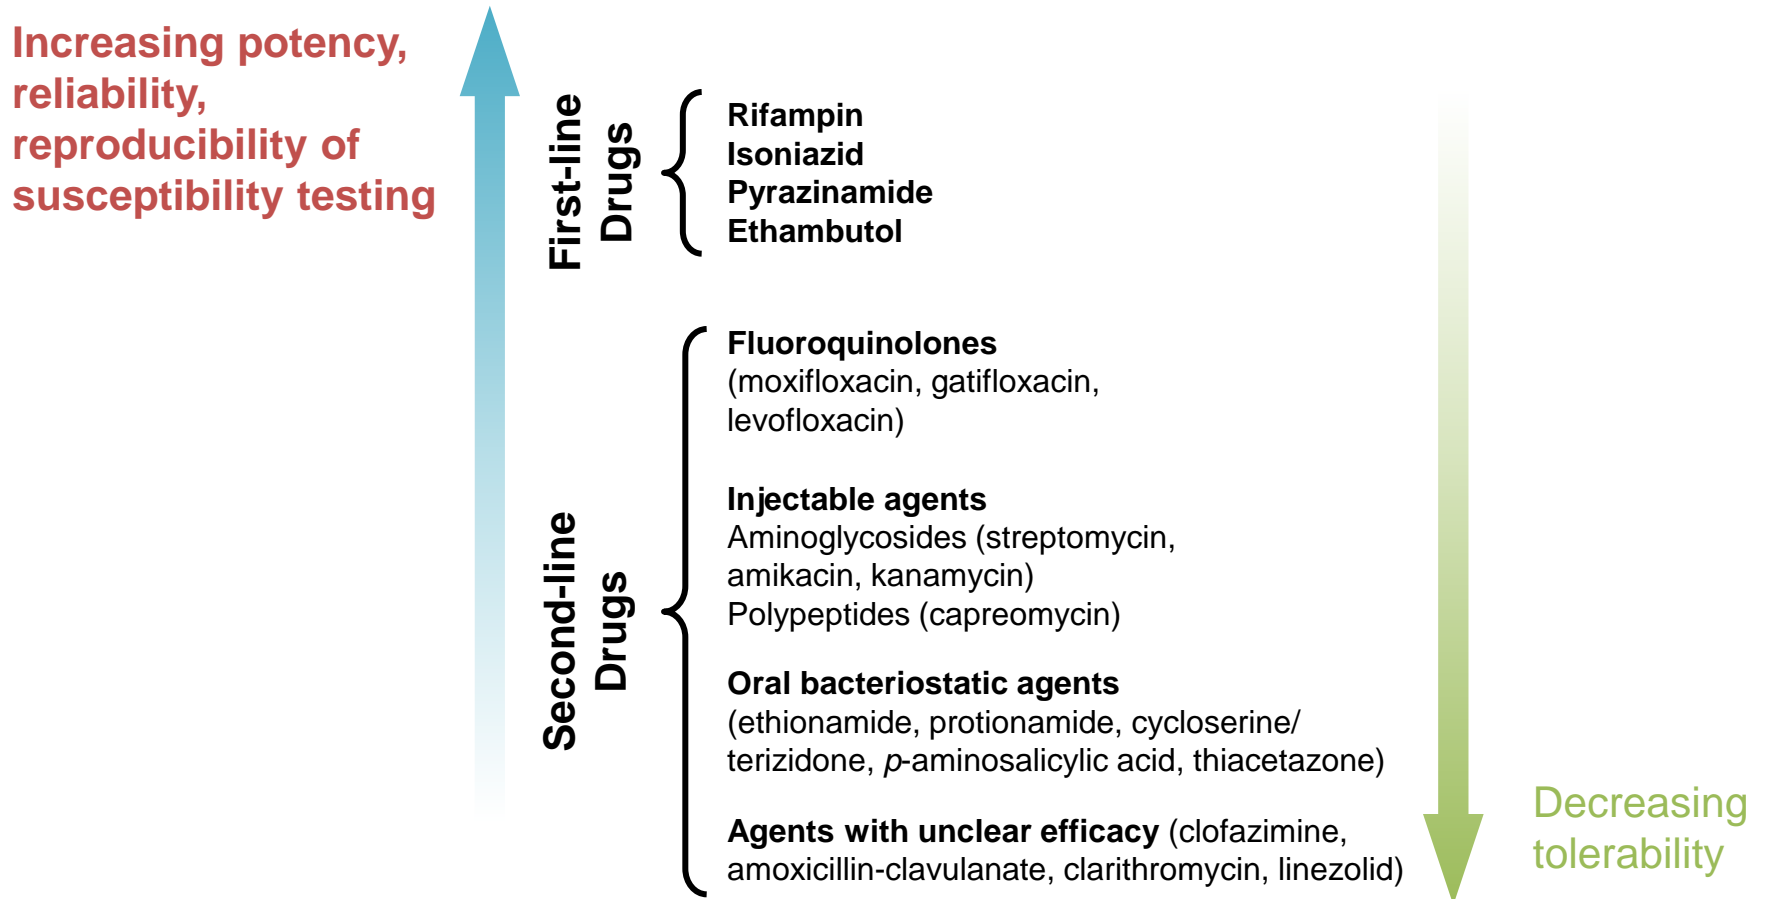 Increasing potency,
reliability,
reproducibility of
susceptibility testing
First-line
Drugs
Rifampin
Isoniazid
Pyrazinamide
Ethambutol
Second-line
Drugs
Fluoroquinolones
(moxifloxacin, gatifloxacin,
levofloxacin)
Injectable agents
Aminoglycosides (streptomycin,
amikacin, kanamycin)
Polypeptides (capreomycin)
Oral bacteriostatic agents
(ethionamide, protionamide, cycloserine/
terizidone, p-aminosalicylic acid, thiacetazone)
Agents with unclear efficacy (clofazimine,
amoxicillin-clavulanate, clarithromycin, linezolid)
Decreasing
tolerability